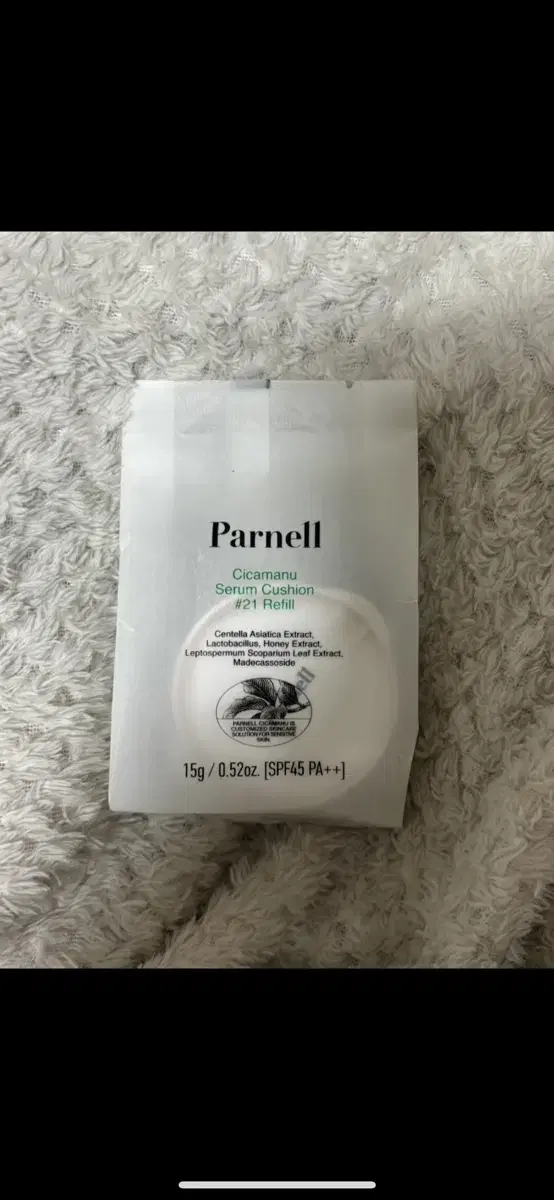 Parnell
Cicamanu
Serum Cushion
#21 Refill
Centella Asiatica Extract,
Lactobacillus, Honey Extract,
Leptospermum Scoparium Leaf Extract,
Madecassoside
PARNELL CICAMANU IS
CUSTOMIZED SKINCARE
SOLUTION FOR SENSITIVE
SKIN.
15g / 0.52oz. [SPF45 PA++]